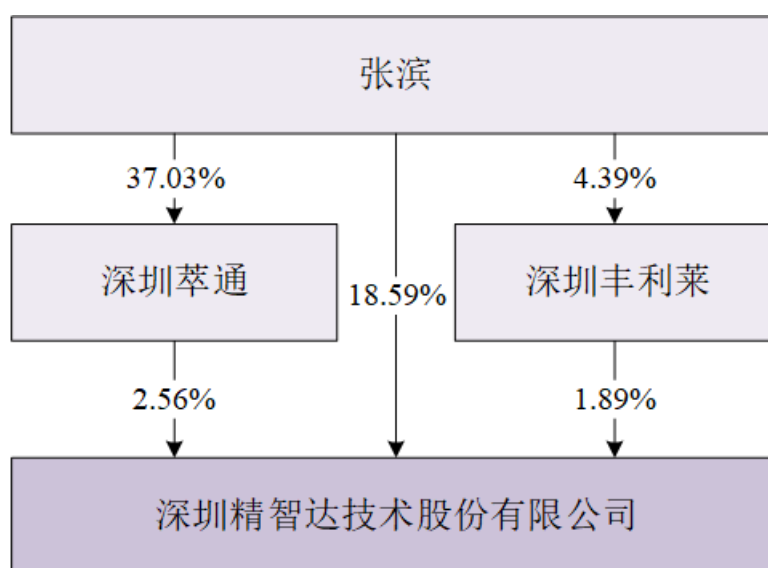 张滨
37.03%
4.39%
深圳萃通
18.59%
深圳丰利莱
2.56%
1.89%
深圳精智达技术股份有限公司